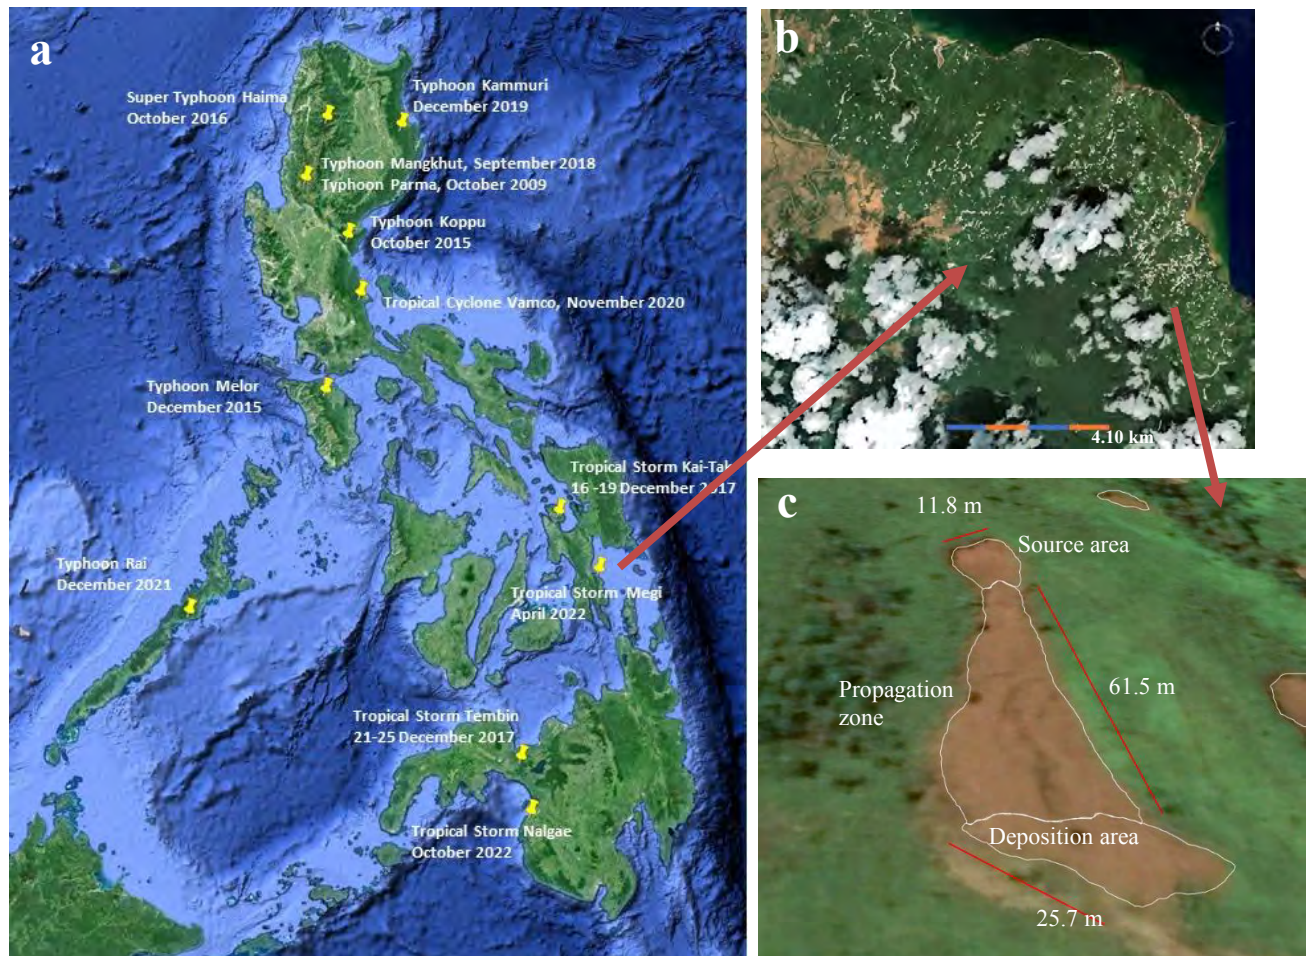 a
Super Typhoon Haima
October 2016
Typhoon Kammuri
December 2019
Typhoon Mangkhut, September 2018
Typhoon Parma, October 2009
Typhoon Koppu
October 2015
Tropical Cyclone Vamco, November 2020
Typhoon Melor
December 2015
Tropical Storm Kai-Tak
16 -19 December 2017
Typhoon Rai
December 2021
Tropical Storm Megi
April 2022
Tropical Storm Tembin
21-25 December 2017
Tropical Storm Nalgae
October 2022
b
4.10 km
c
11.8 m
Source area
Propagation
zone
61.5 m
Deposition area
25.7 m